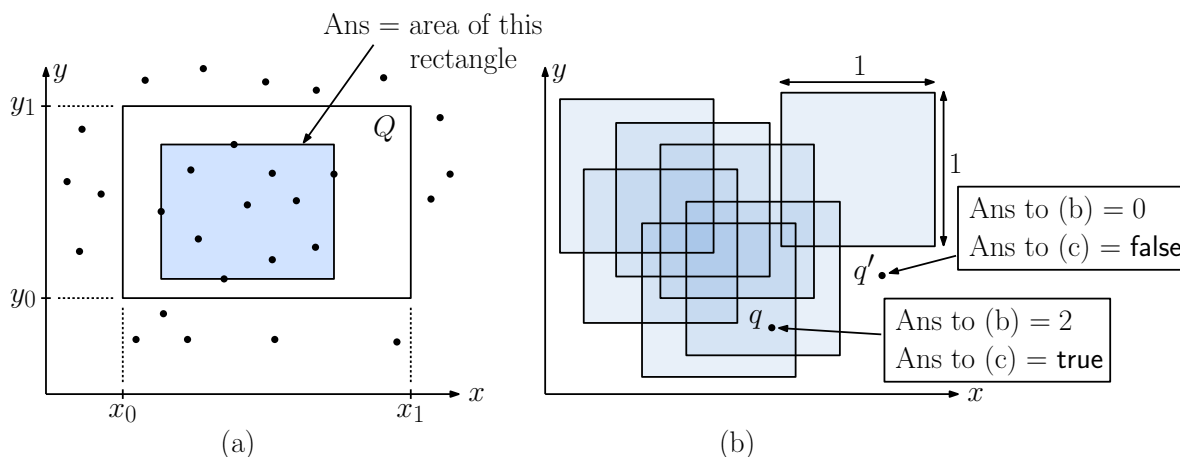 Ans = area of this
rectangle
y
y₁
Q
y₀
x₀
x₁
x
(a)
y
1
1
Ans to (b) = 0
Ans to (c) = false
q′
q
Ans to (b) = 2
Ans to (c) = true
x
(b)